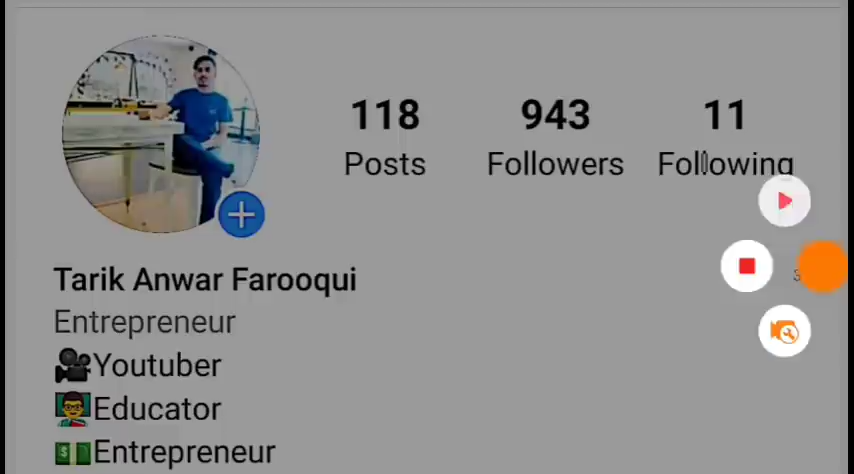 118 943 11
Posts Followers Following
Tarik Anwar Farooqui
Entrepreneur
Youtuber
Educator
Entrepreneur